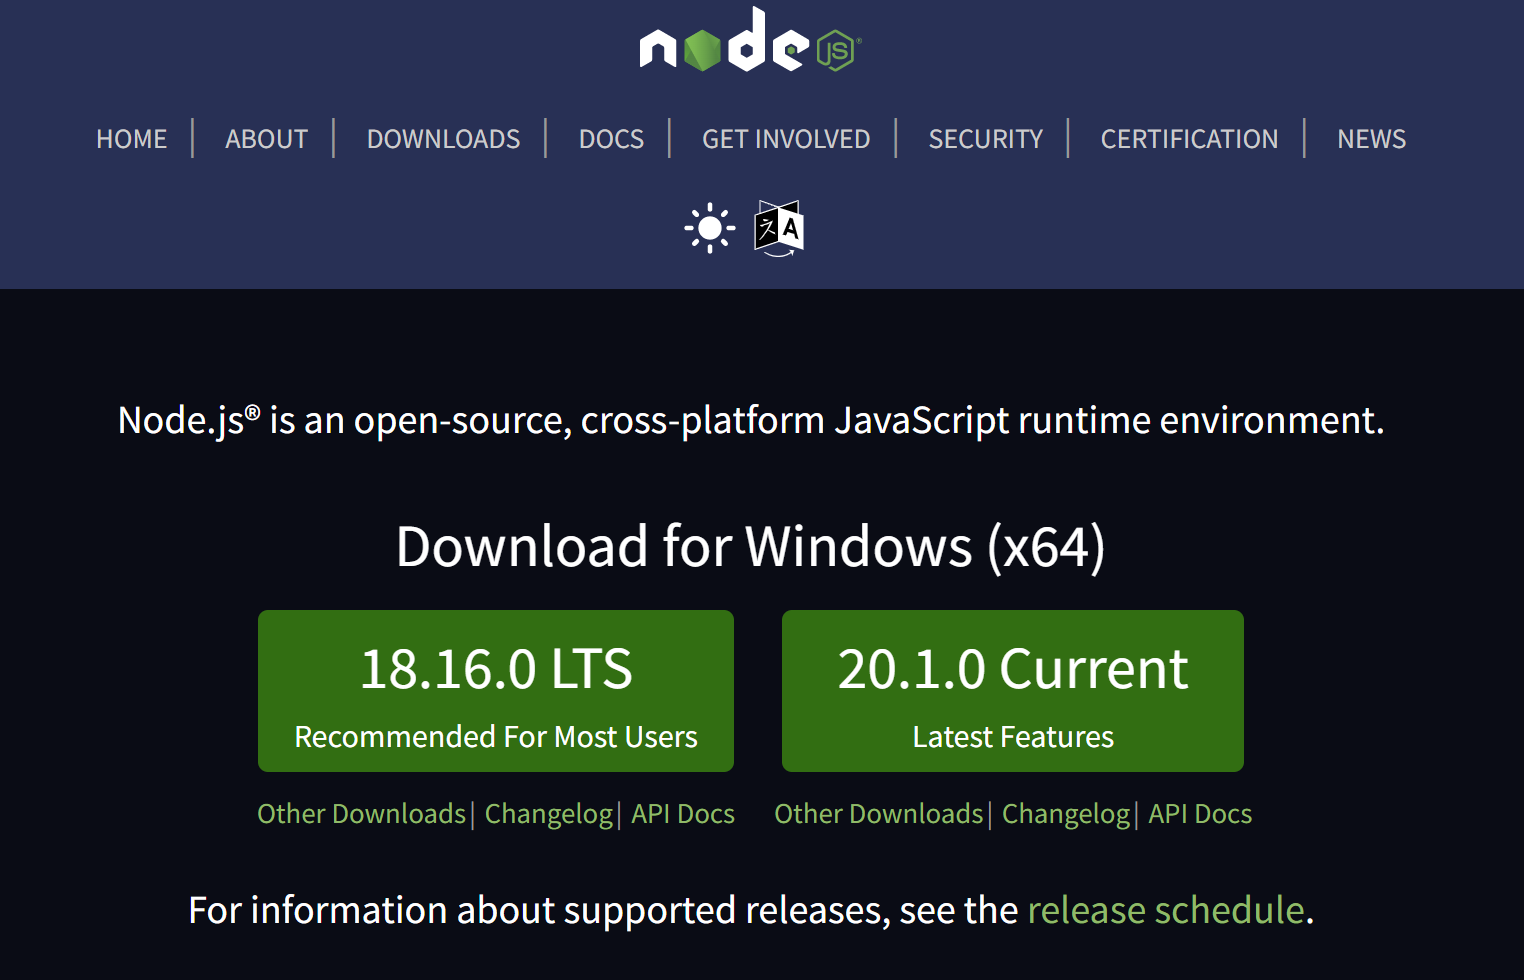 node JS®
HOME | ABOUT | DOWNLOADS | DOCS | GET INVOLVED | SECURITY | CERTIFICATION | NEWS
文 A
Node.js® is an open-source, cross-platform JavaScript runtime environment.
Download for Windows (x64)
18.16.0 LTS
Recommended For Most Users
20.1.0 Current
Latest Features
Other Downloads | Changelog | API Docs
Other Downloads | Changelog | API Docs
For information about supported releases, see the release schedule.